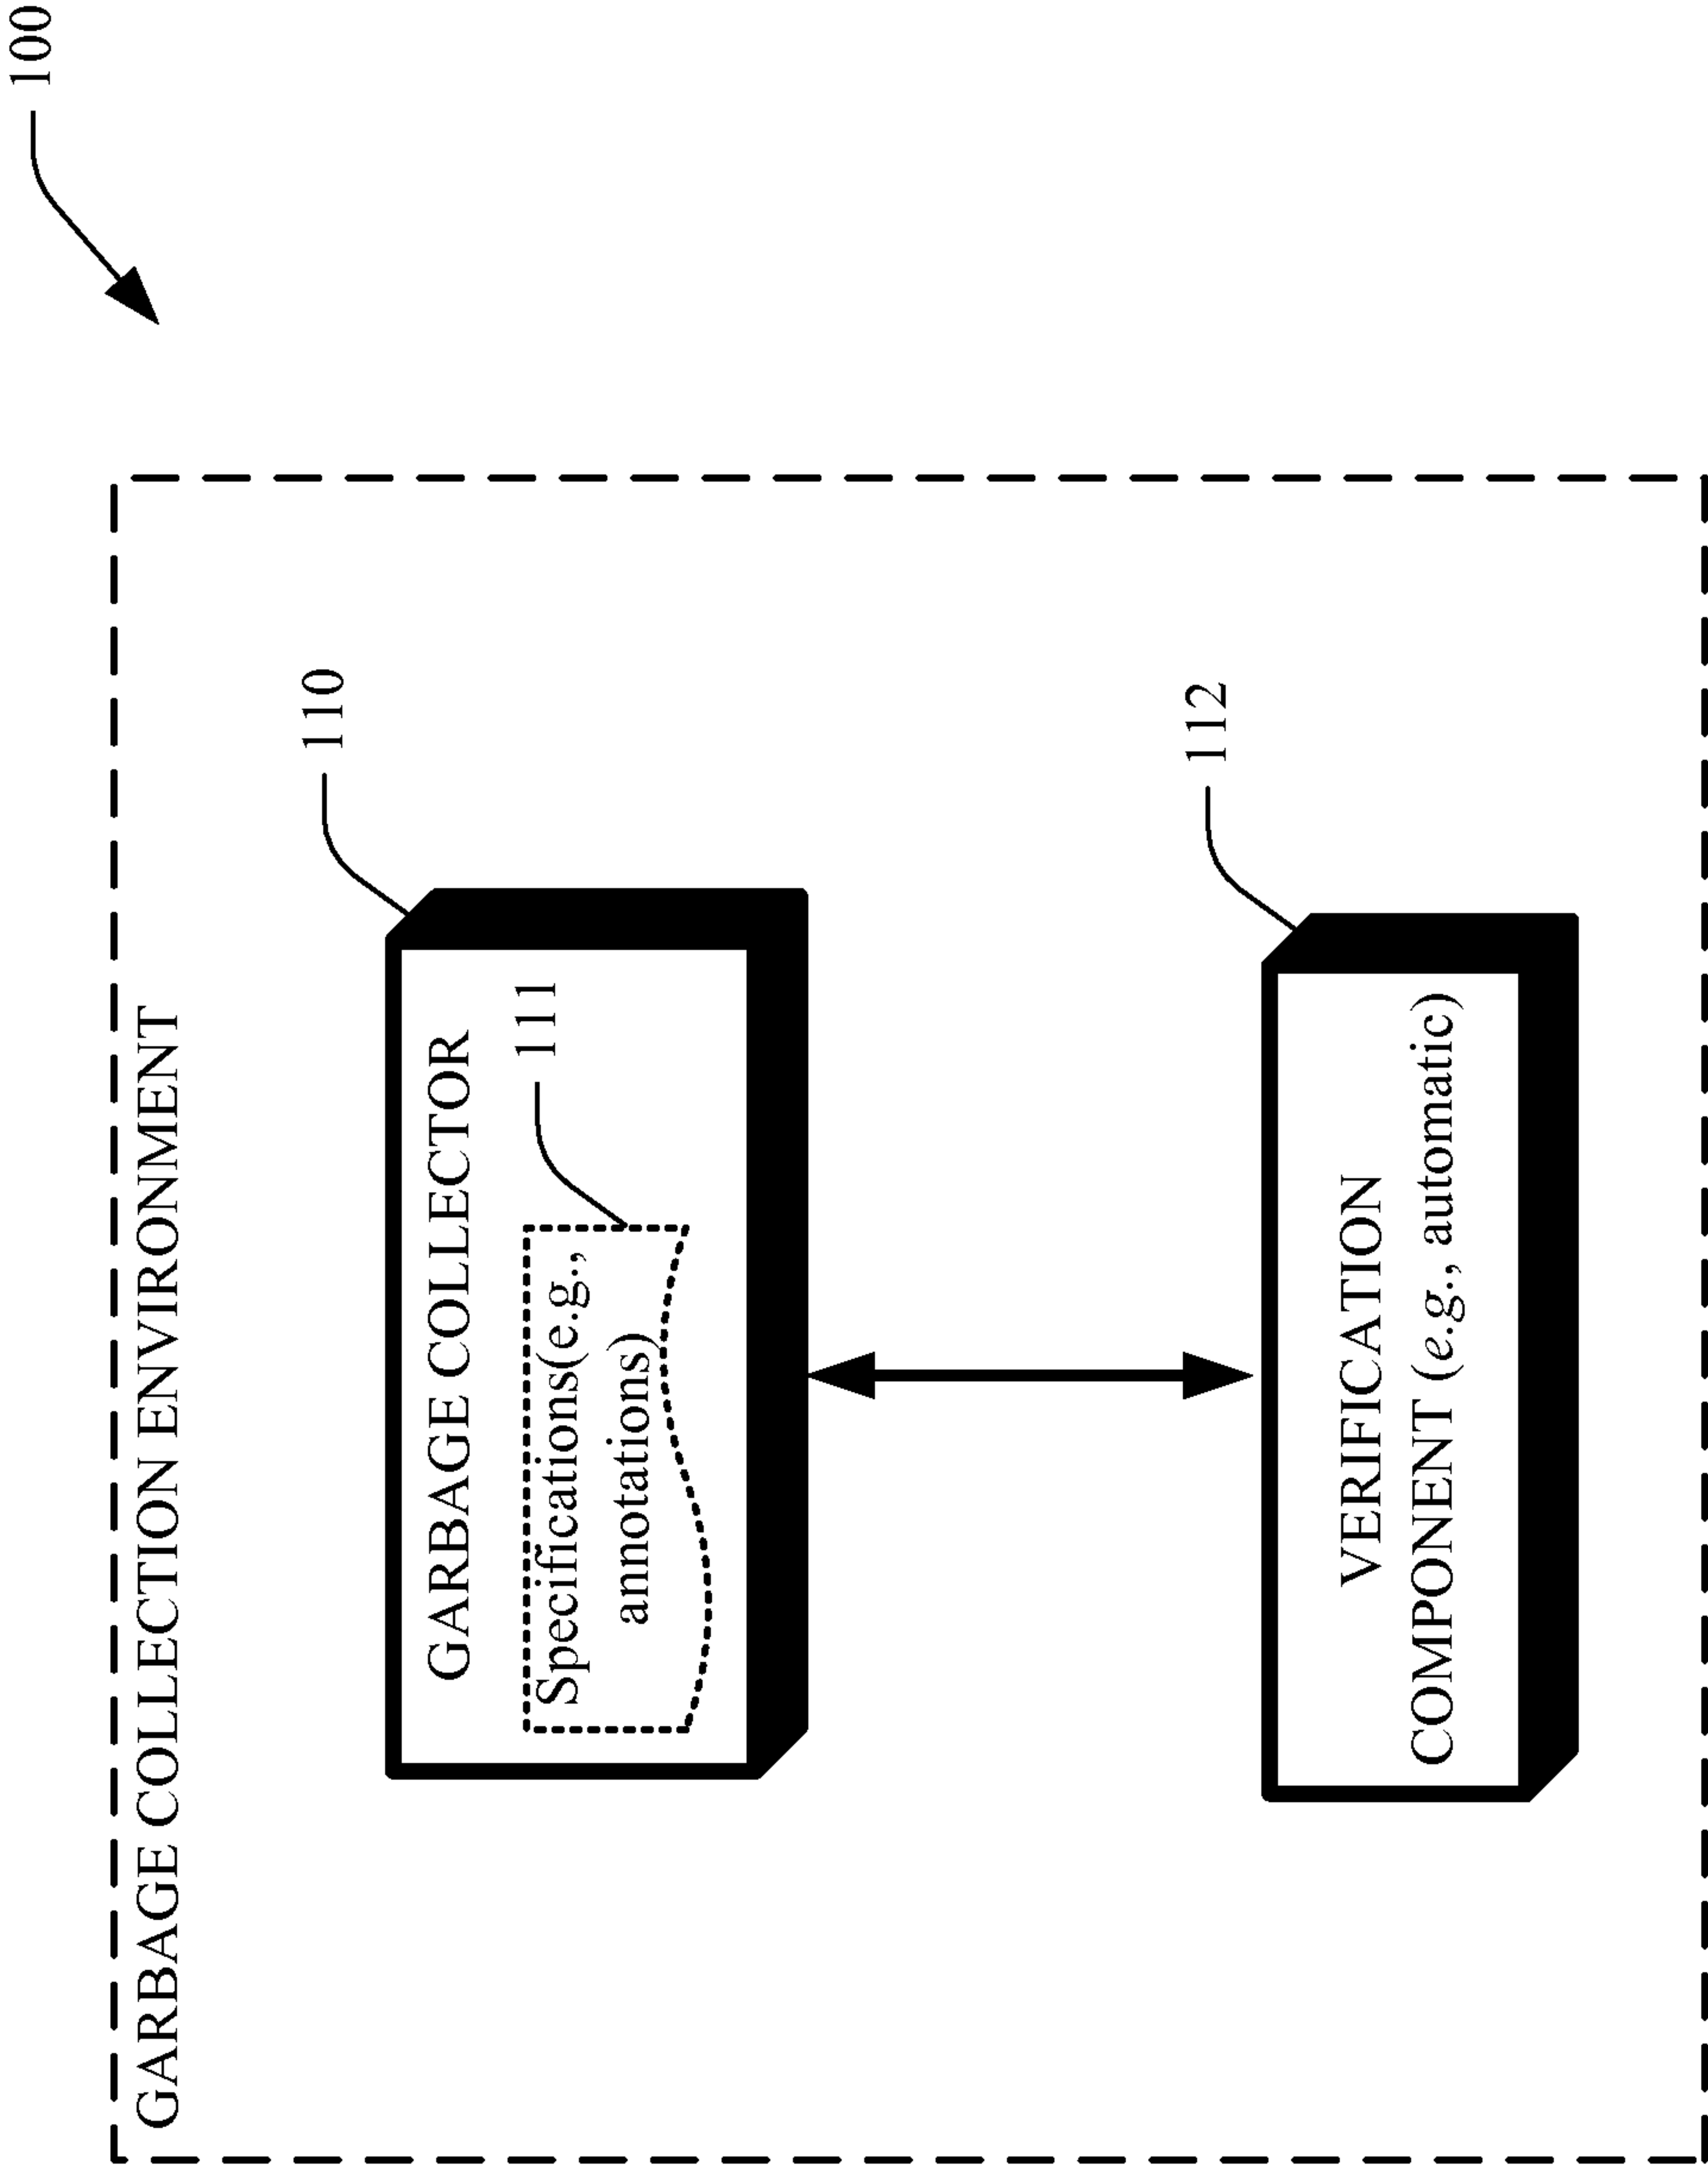 100
GARBAGE COLLECTION ENVIRONMENT
110
GARBAGE COLLECTOR
111
Specifications(e.g.,
annotations)
112
VERIFICATION
COMPONENT (e.g., automatic)